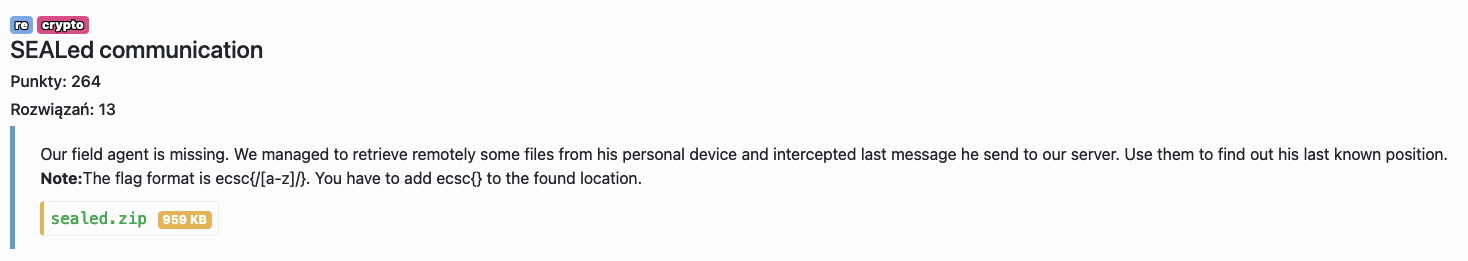 re crypto
SEALed communication
Punkty: 264
Rozwiązań: 13
Our field agent is missing. We managed to retrieve remotely some files from his personal device and intercepted last message he send to our server. Use them to find out his last known position.
Note:The flag format is ecsc{/[a-z]/}. You have to add ecsc{} to the found location.
sealed.zip 959 KB